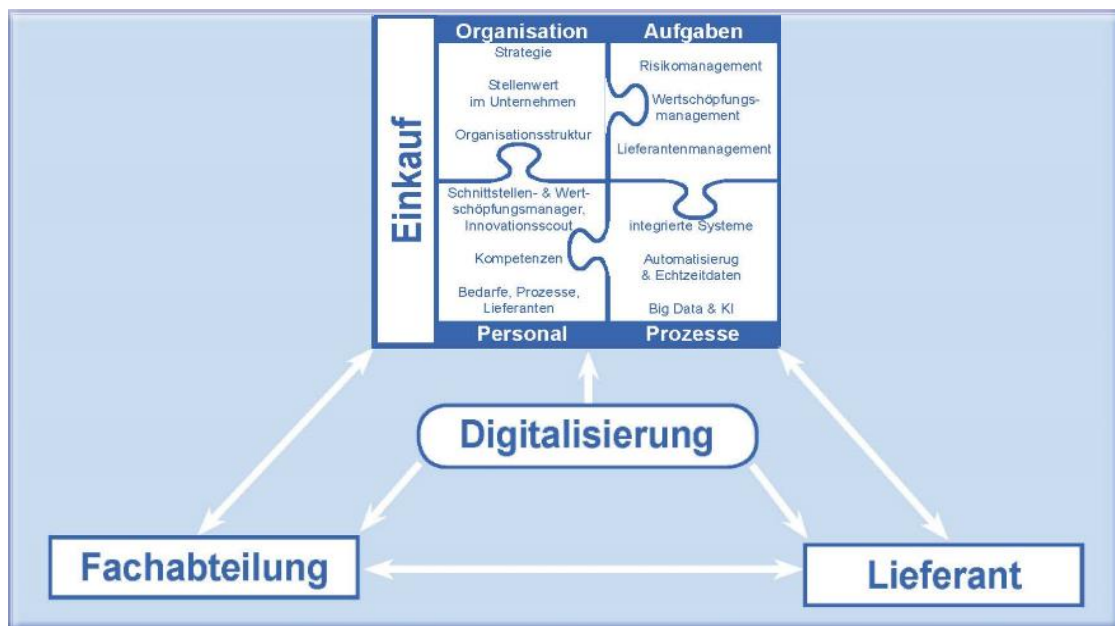 Einkauf
Organisation
Strategie
Stellenwert
im Unternehmen
Organisationsstruktur
Aufgaben
Risikomanagement
Wertschöpfungs-
management
Lieferantenmanagement
Schnittstellen- & Wert-
schöpfungsmanager,
Innovationsscout
Kompetenzen
Bedarfe, Prozesse,
Lieferanten
Personal
integrierte Systeme
Automatisierug
& Echtzeitdaten
Big Data & KI
Prozesse
Digitalisierung
Fachabteilung
Lieferant